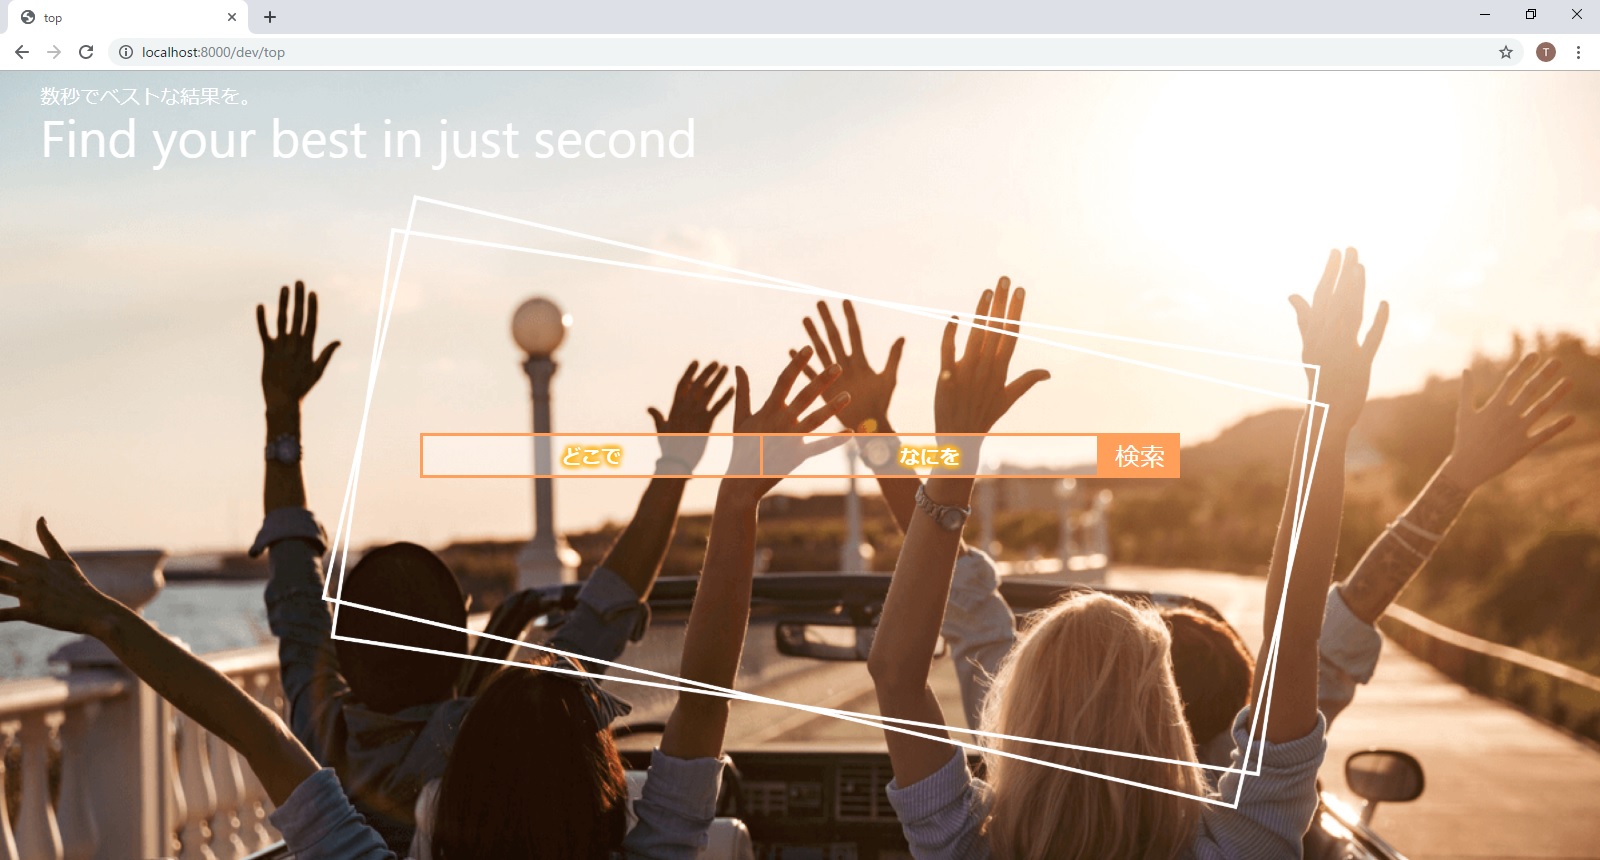 top
localhost:8000/dev/top
T
数秒でベストな結果を。
Find your best in just second
どこで
なにを
検索